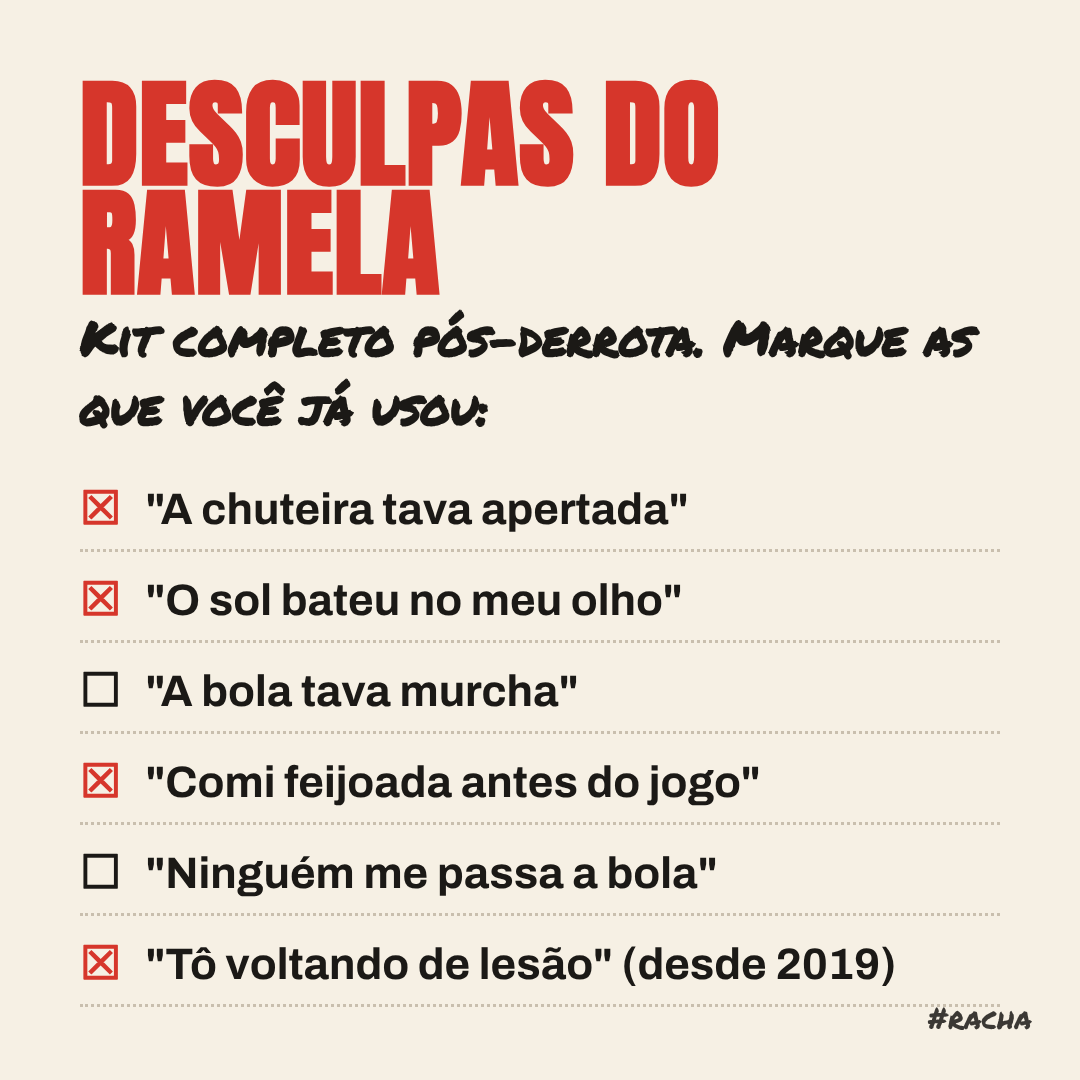 DESCULPAS DO
RAMELA
Kit completo pós-derrota. Marque as
que você já usou:
☒ "A chuteira tava apertada"
☒ "O sol bateu no meu olho"
☐ "A bola tava murcha"
☒ "Comi feijoada antes do jogo"
☐ "Ninguém me passa a bola"
☒ "Tô voltando de lesão" (desde 2019)
#racha